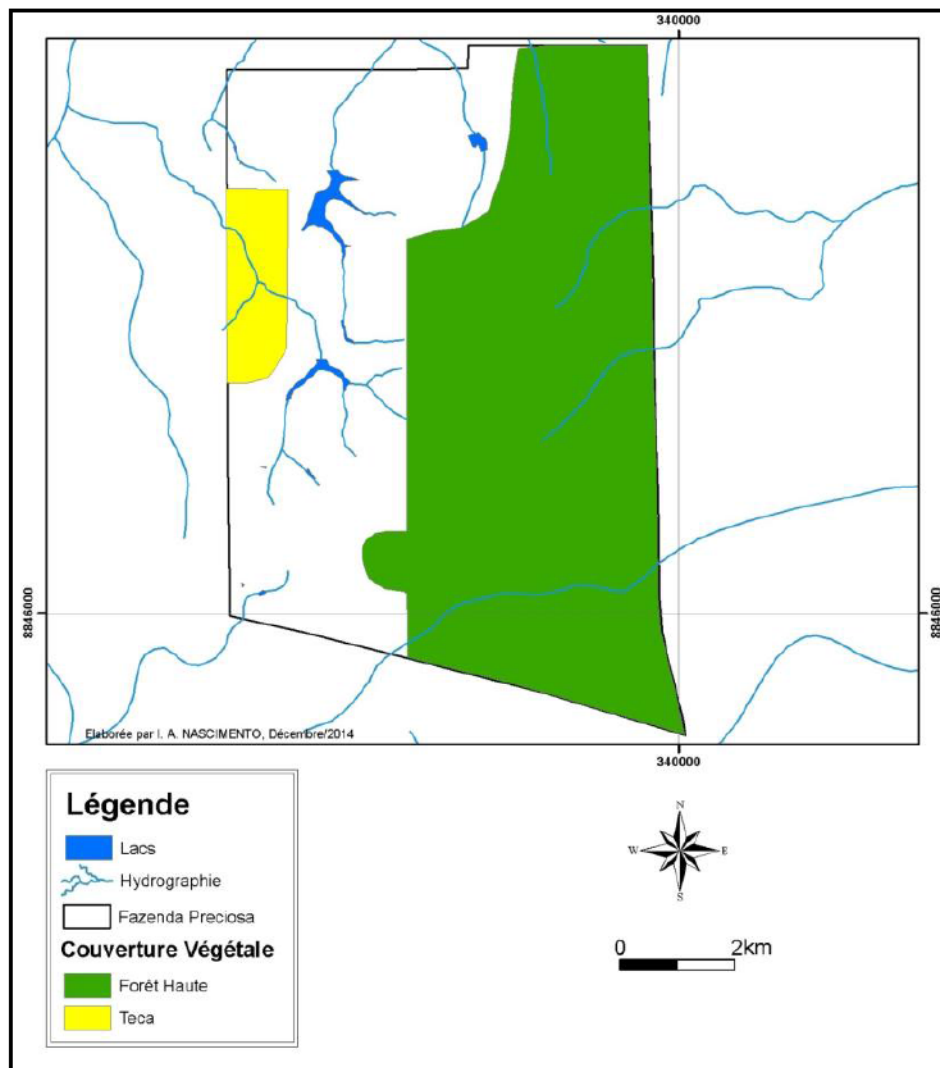 340000
8846000
8846000
Elaborée par I. A. NASCIMENTO, Décembre/2014
340000
Légende
Lacs
Hydrographie
Fazenda Preciosa
Couverture Végétale
Forêt Haute
Teca
N
W
E
S
0 2km